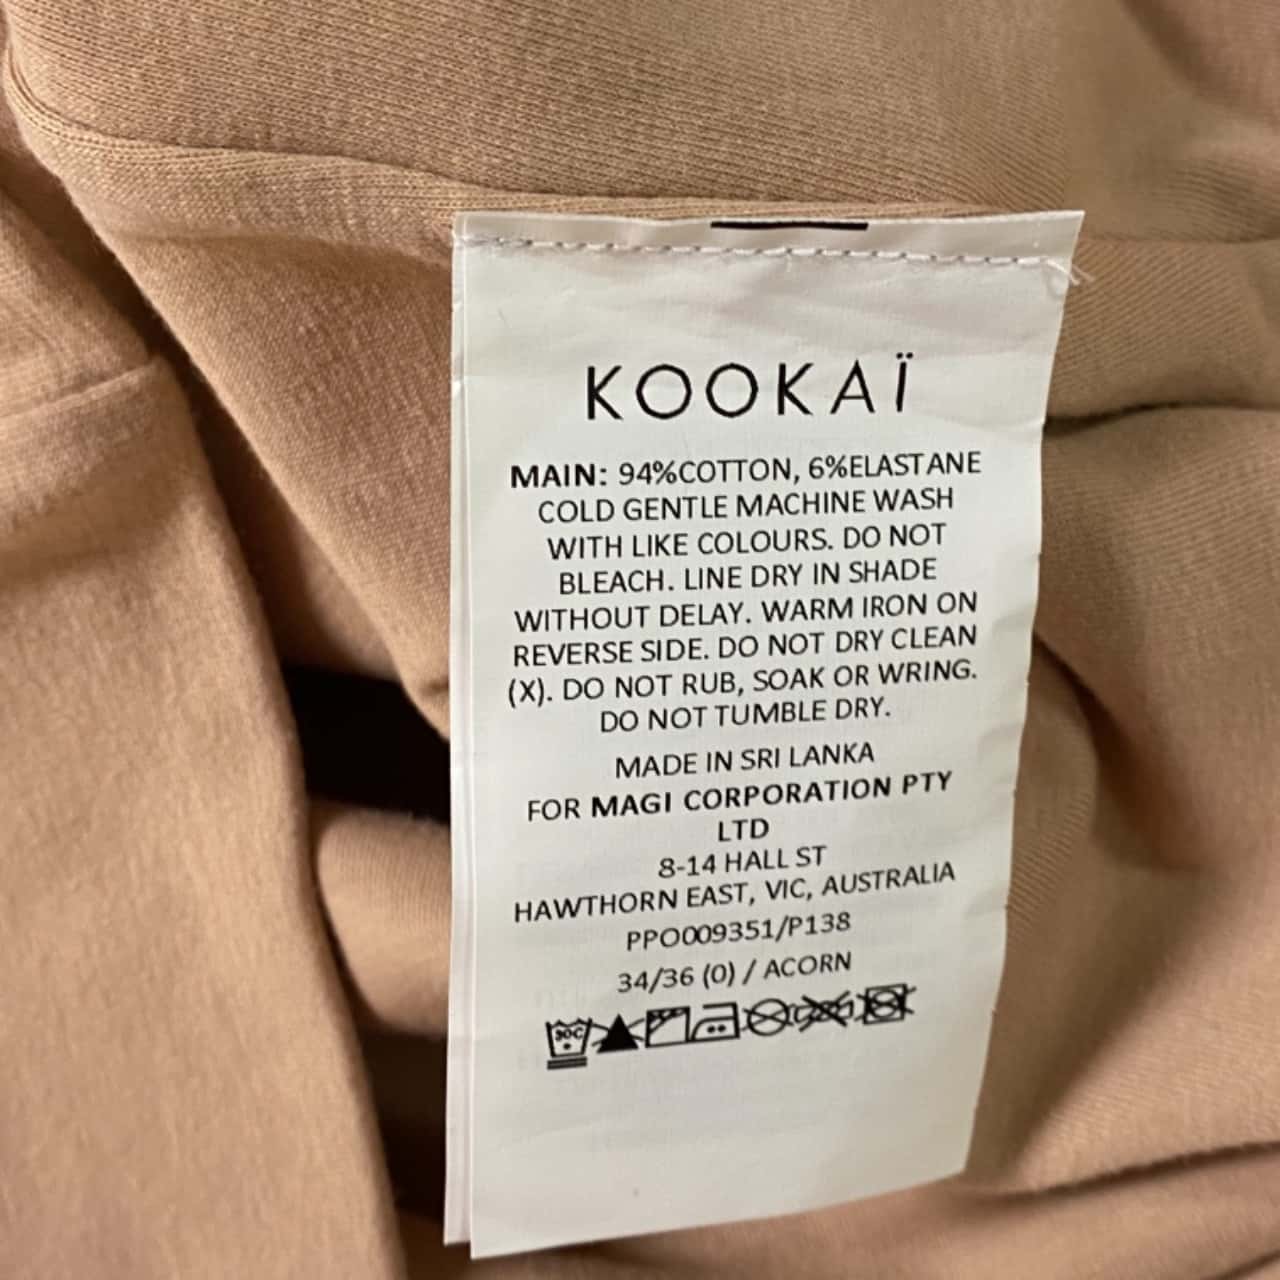 KOOKAÏ
MAIN: 94%COTTON, 6%ELASTANE
COLD GENTLE MACHINE WASH
WITH LIKE COLOURS. DO NOT
BLEACH. LINE DRY IN SHADE
WITHOUT DELAY. WARM IRON ON
REVERSE SIDE. DO NOT DRY CLEAN
(X). DO NOT RUB, SOAK OR WRING.
DO NOT TUMBLE DRY.
MADE IN SRI LANKA
FOR MAGI CORPORATION PTY
LTD
8-14 HALL ST
HAWTHORN EAST, VIC, AUSTRALIA
PPO009351/P138
34/36 (0) / ACORN
30C